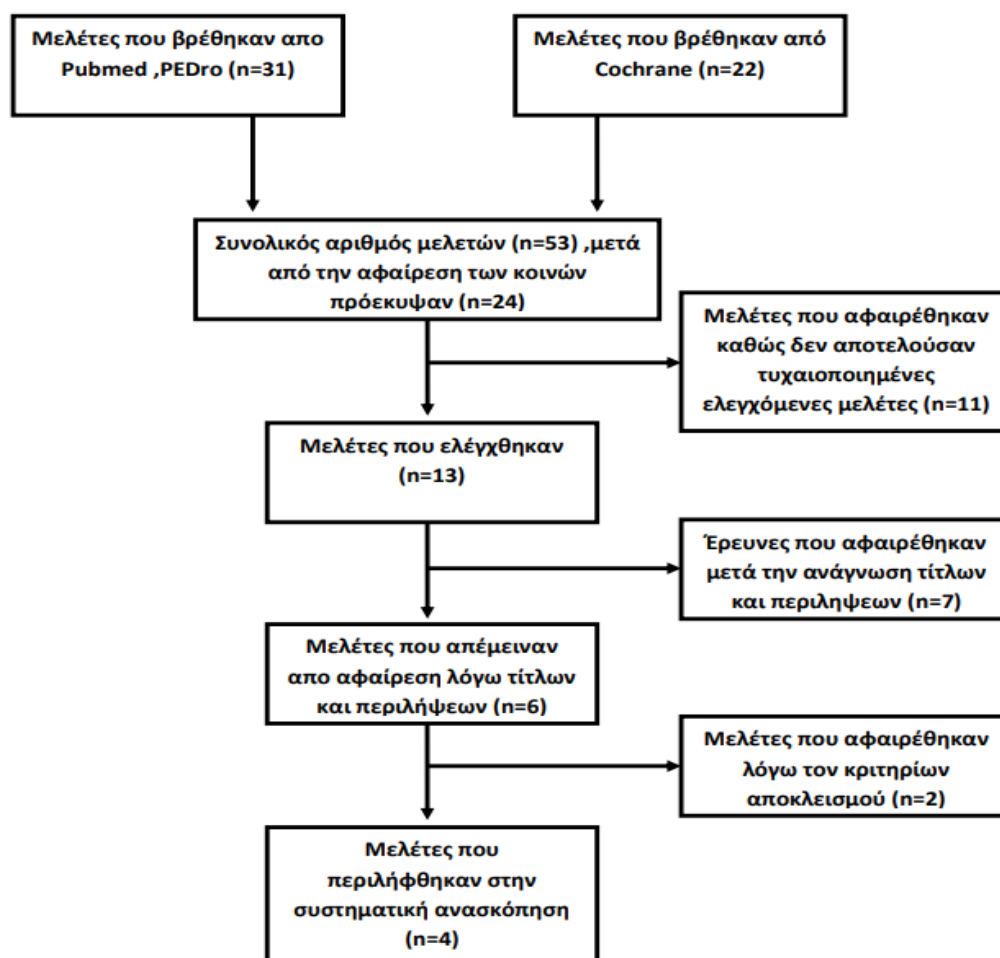 Μελέτες που βρέθηκαν απο
Pubmed ,PEDro (n=31)
Μελέτες που βρέθηκαν από
Cochrane (n=22)
Συνολικός αριθμός μελετών (n=53) ,μετά
από την αφαίρεση των κοινών
πρόεκυψαν (n=24)
Μελέτες που αφαιρέθηκαν
καθώς δεν αποτελούσαν
τυχαιοποιημένες
ελεγχόμενες μελέτες (n=11)
Μελέτες που ελέγχθηκαν
(n=13)
Έρευνες που αφαιρέθηκαν
μετά την ανάγνωση τίτλων
και περιληψεων (n=7)
Μελέτες που απέμειναν
απο αφαίρεση λόγω τίτλων
και περιλήψεων (n=6)
Μελέτες που αφαιρέθηκαν
λόγω τον κριτηρίων
αποκλεισμού (n=2)
Μελέτες που
περιλήφθηκαν στην
συστηματική ανασκόπηση
(n=4)